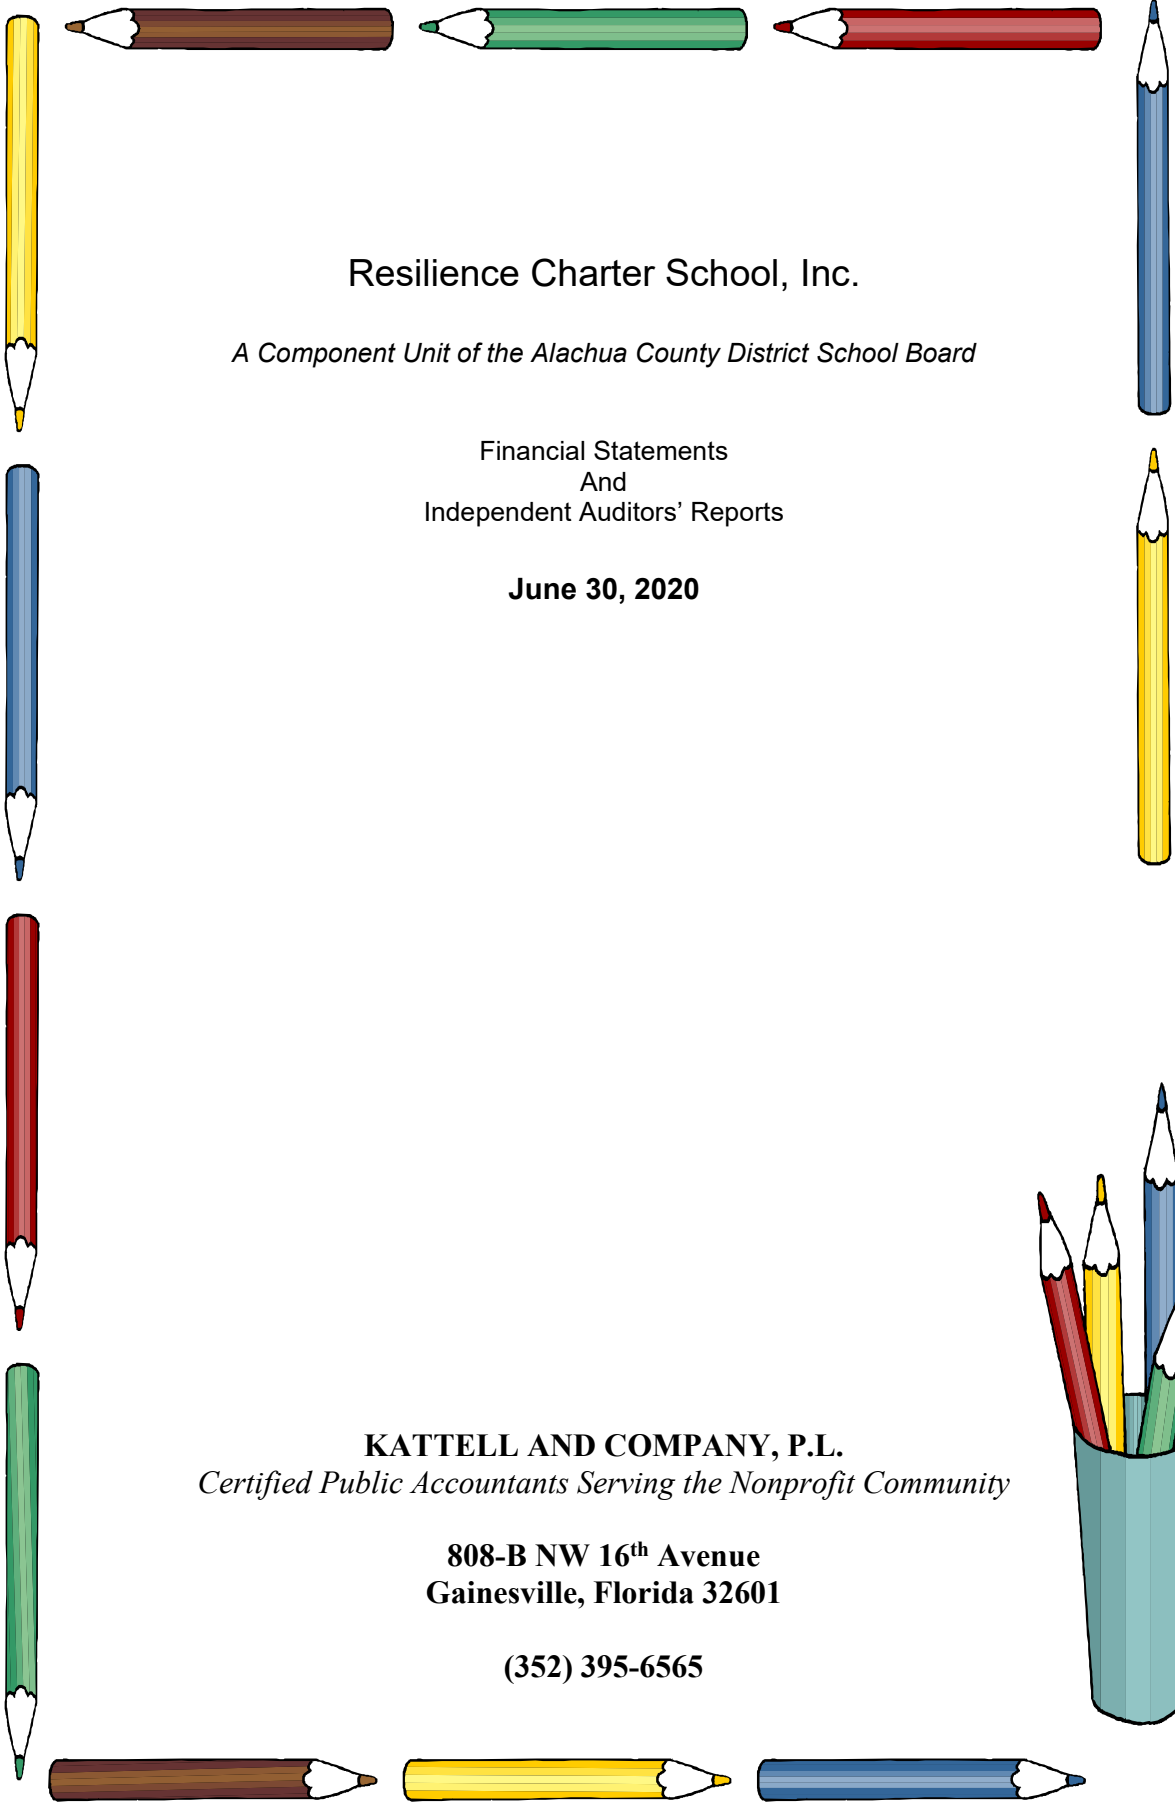 Resilience Charter School, Inc.
A Component Unit of the Alachua County District School Board
Financial Statements
And
Independent Auditors’ Reports
June 30, 2020
KATTELL AND COMPANY, P.L.
Certified Public Accountants Serving the Nonprofit Community
808-B NW 16th Avenue
Gainesville, Florida 32601
(352) 395-6565